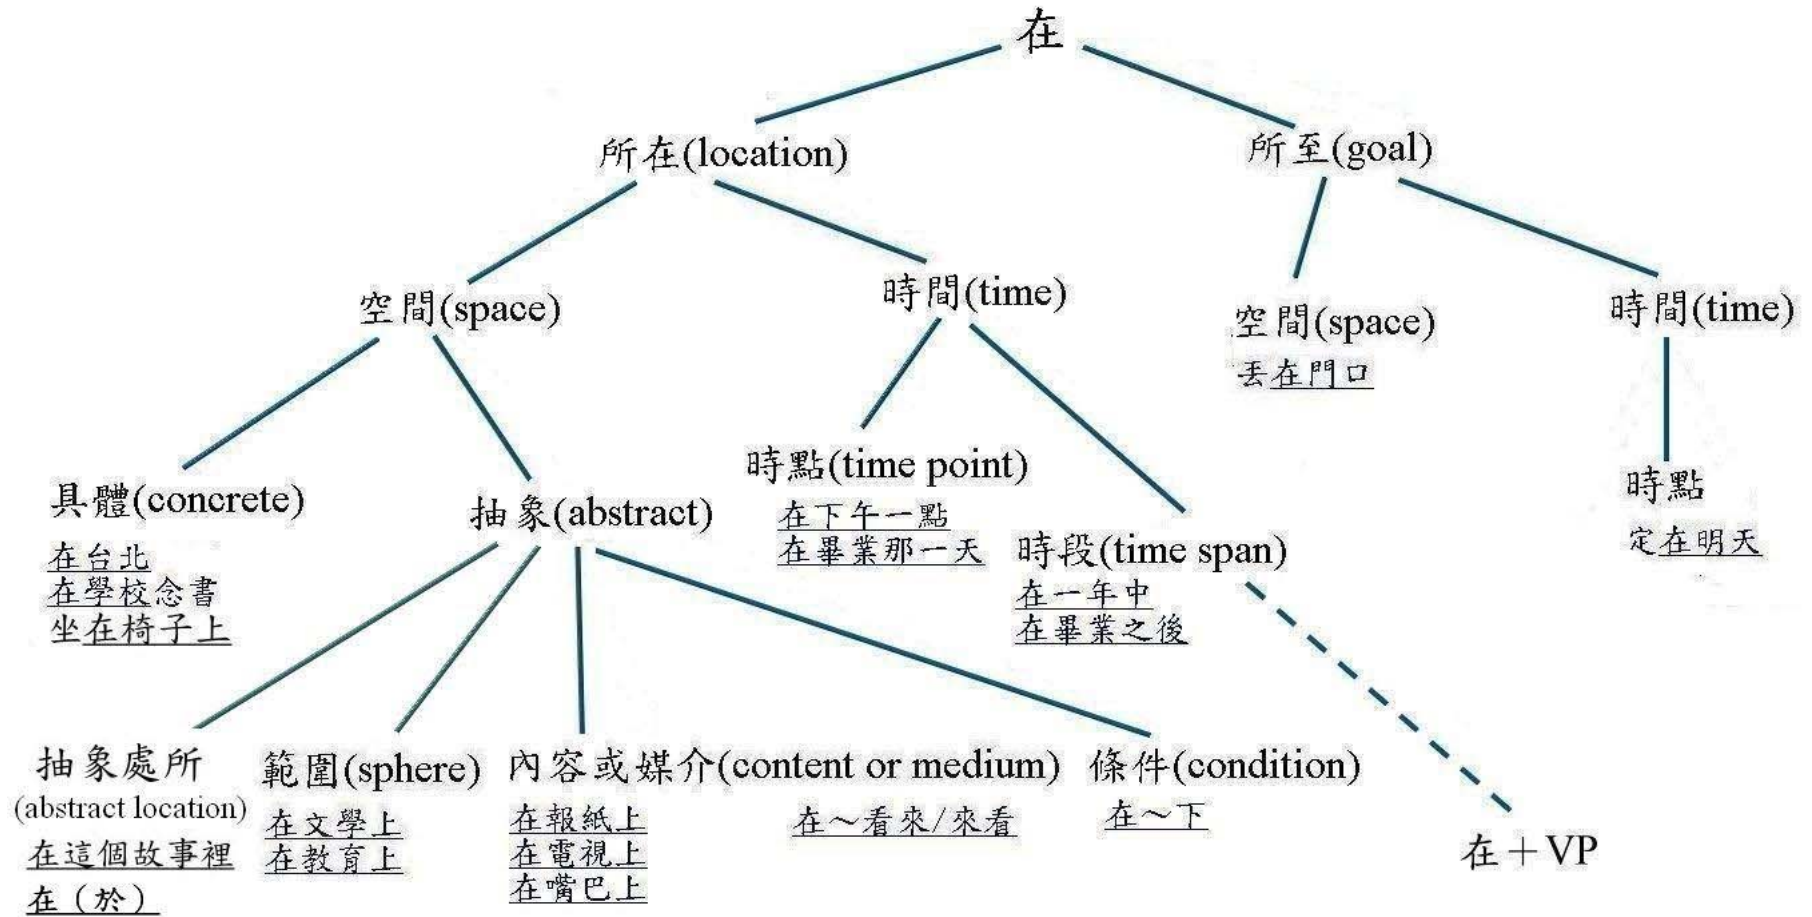 在
所在(location)
所至(goal)
空間(space)
時間(time)
空間(space)
丟在門口
時間(time)
具體(concrete)
在台北
在學校念書
坐在椅子上
抽象(abstract)
時點(time point)
在下午一點
在畢業那一天
時段(time span)
在一年中
在畢業之後
時點
定在明天
抽象處所
(abstract location)
在這個故事裡
在（於）
範圍(sphere)
在文學上
在教育上
內容或媒介(content or medium)
在報紙上
在電視上
在嘴巴上
在～看來/來看
條件(condition)
在～下
在＋VP